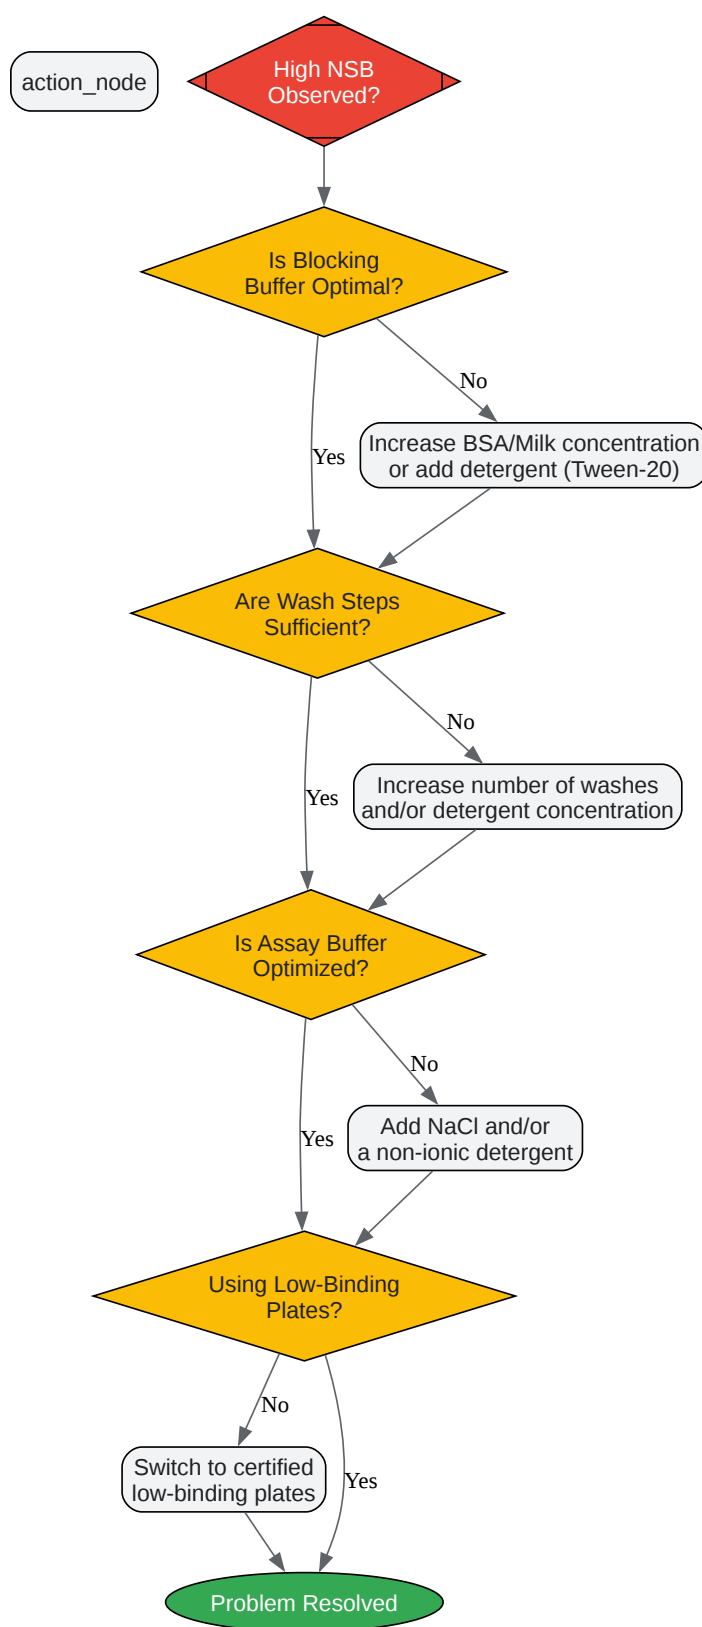 action_node
High NSB
Observed?
Is Blocking
Buffer Optimal?
No
Increase BSA/Milk concentration
or add detergent (Tween-20)
Yes
Are Wash Steps
Sufficient?
No
Increase number of washes
and/or detergent concentration
Yes
Is Assay Buffer
Optimized?
No
Add NaCl and/or
a non-ionic detergent
Yes
Using Low-Binding
Plates?
No
Switch to certified
low-binding plates
Yes
Problem Resolved